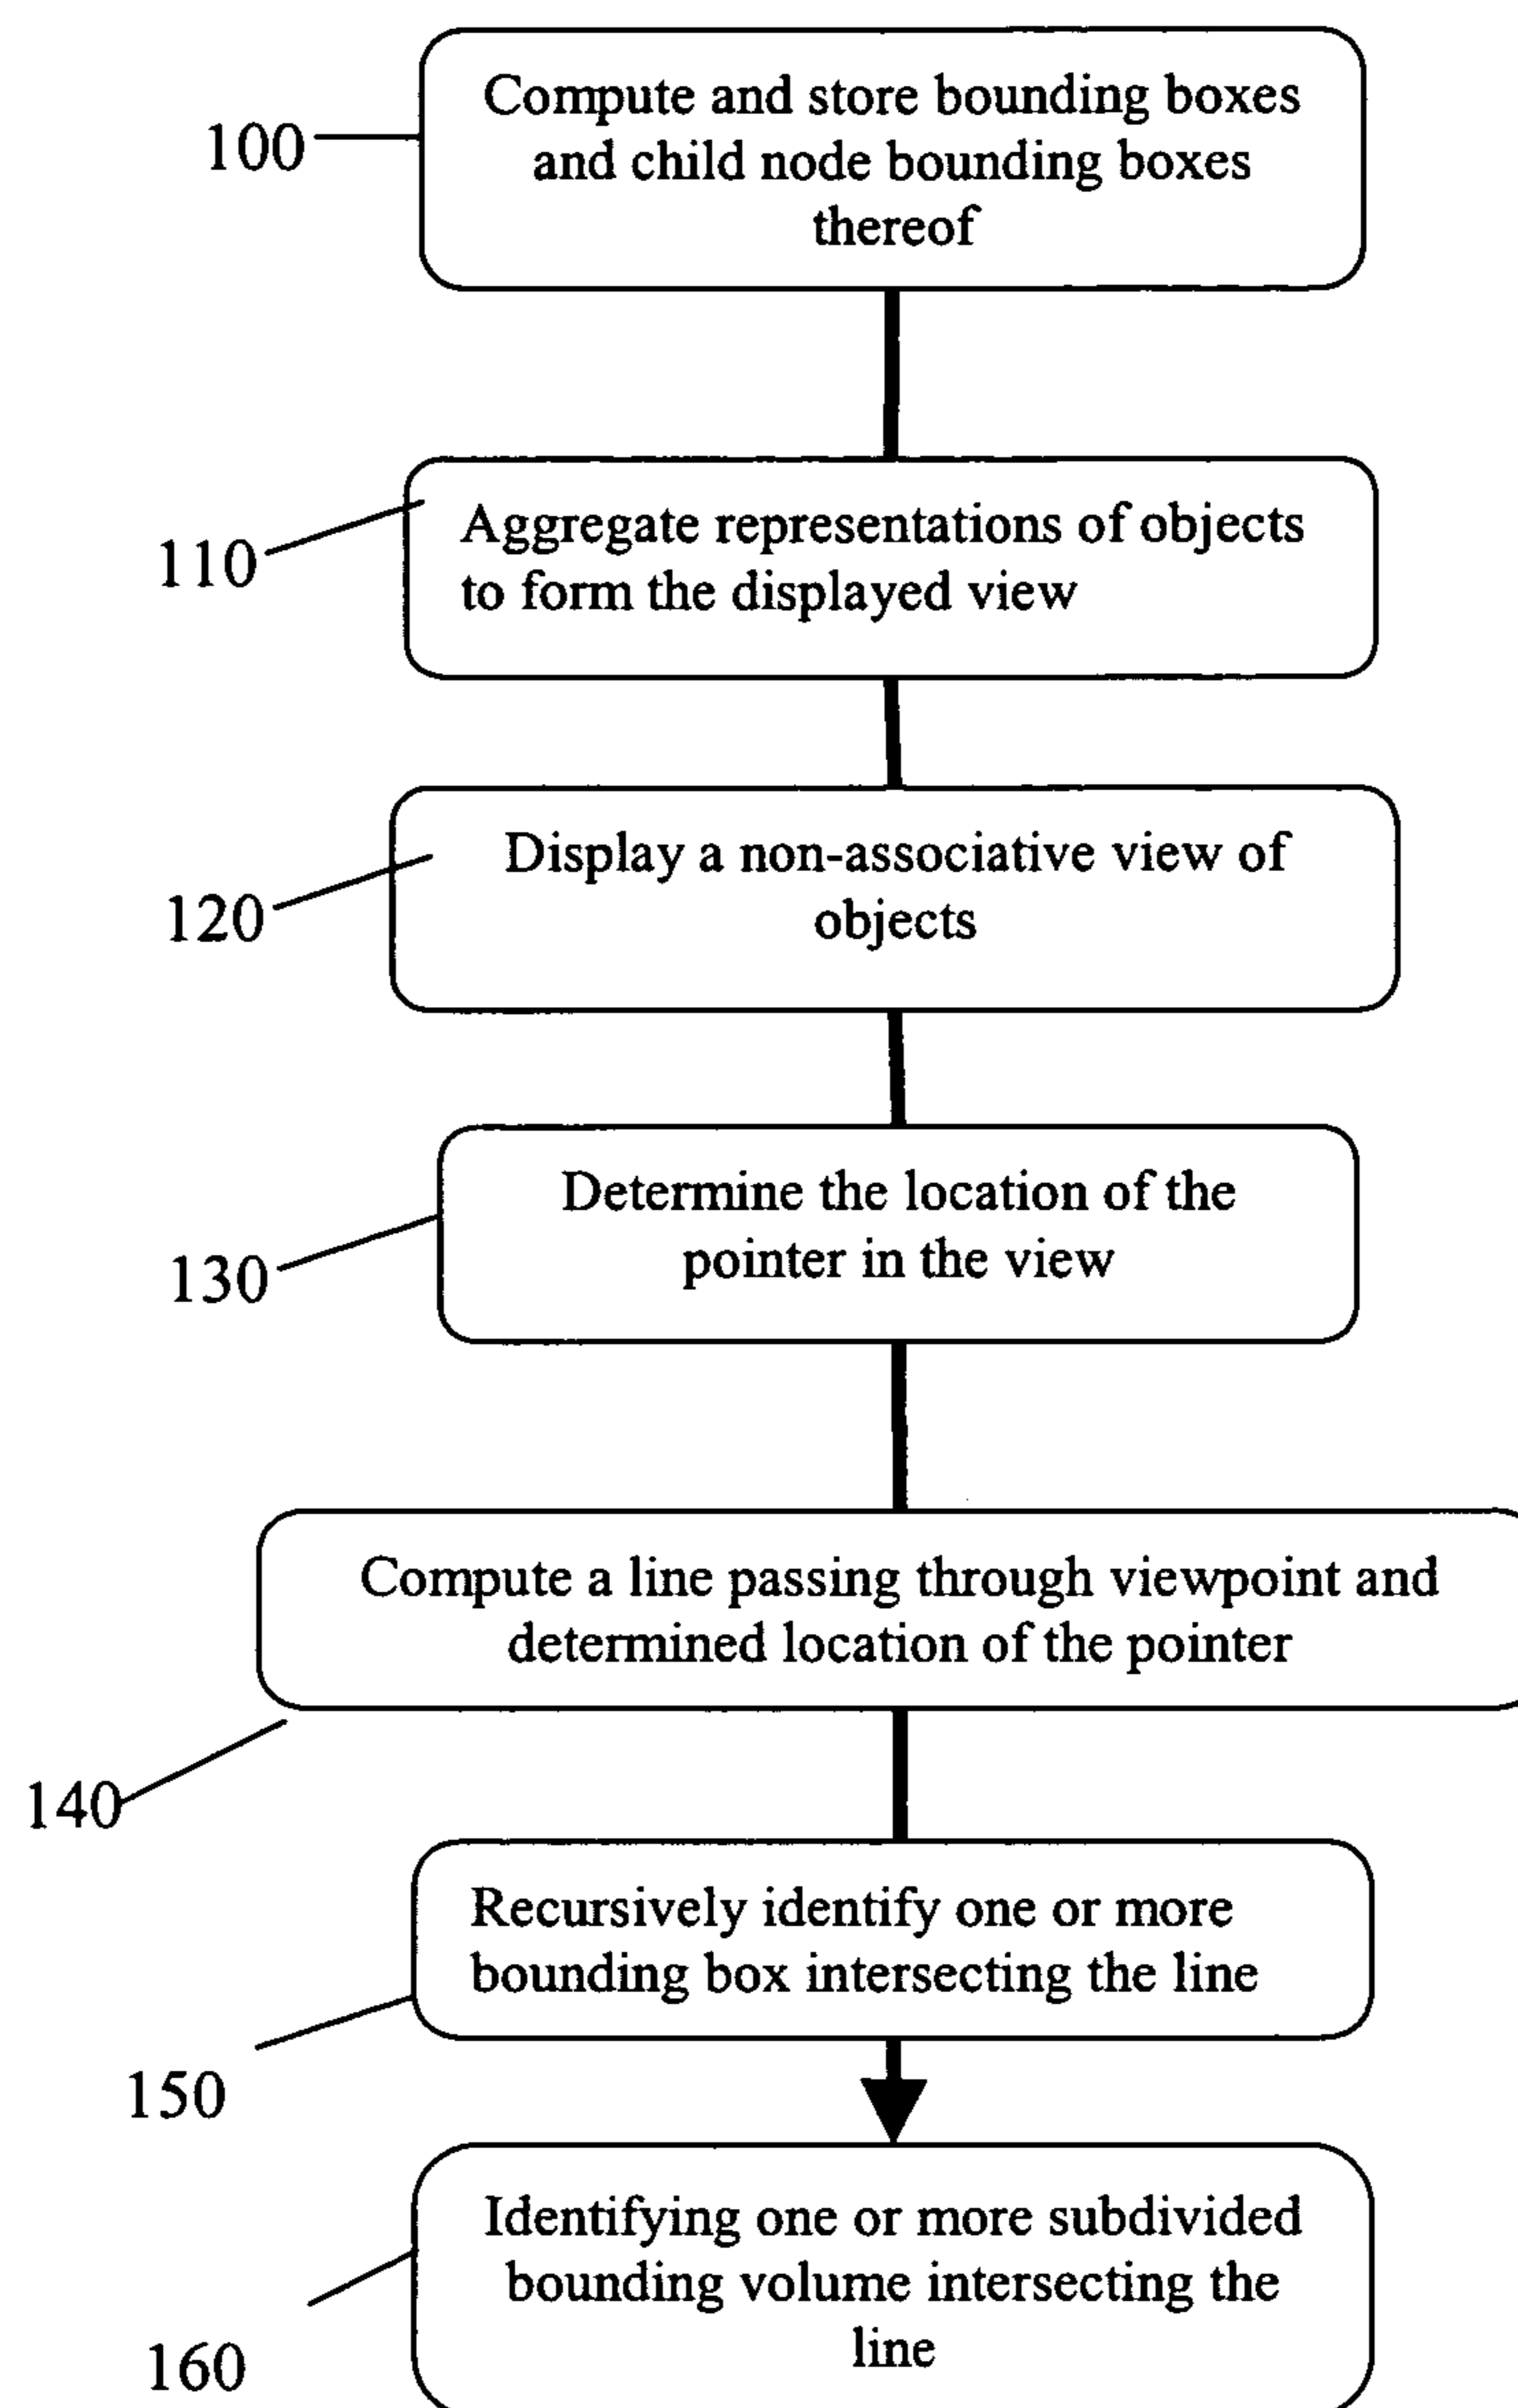 100
Compute and store bounding boxes
and child node bounding boxes
thereof
110
Aggregate representations of objects
to form the displayed view
120
Display a non-associative view of
objects
130
Determine the location of the
pointer in the view
Compute a line passing through viewpoint and
determined location of the pointer
140
Recursively identify one or more
bounding box intersecting the line
150
Identifying one or more subdivided
bounding volume intersecting the
line
160